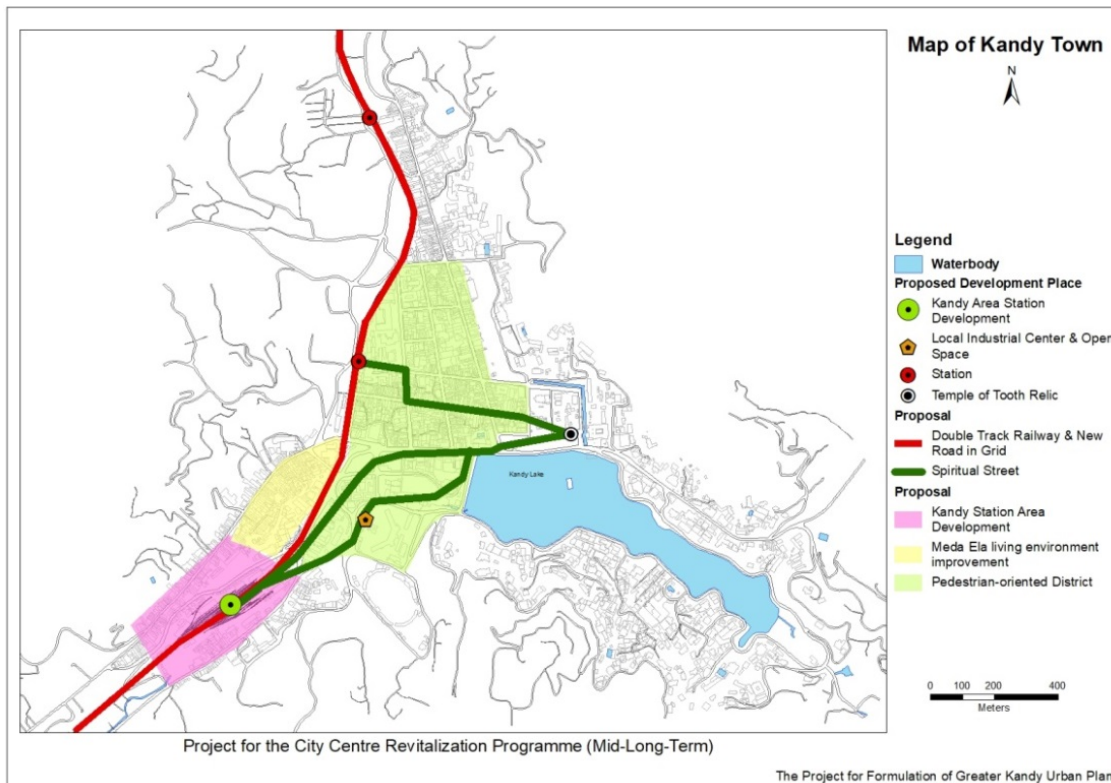 Map of Kandy Town
N
Kandy Lake
Legend
Waterbody
Proposed Development Place
Kandy Area Station
Development
Local Industrial Center & Open
Space
Station
Temple of Tooth Relic
Proposal
Double Track Railway & New
Road in Grid
Spiritual Street
Proposal
Kandy Station Area
Development
Meda Ela living environment
improvement
Pedestrian-oriented District
0 100 200 400
Meters
Project for the City Centre Revitalization Programme (Mid-Long-Term)
The Project for Formulation of Greater Kandy Urban Plan